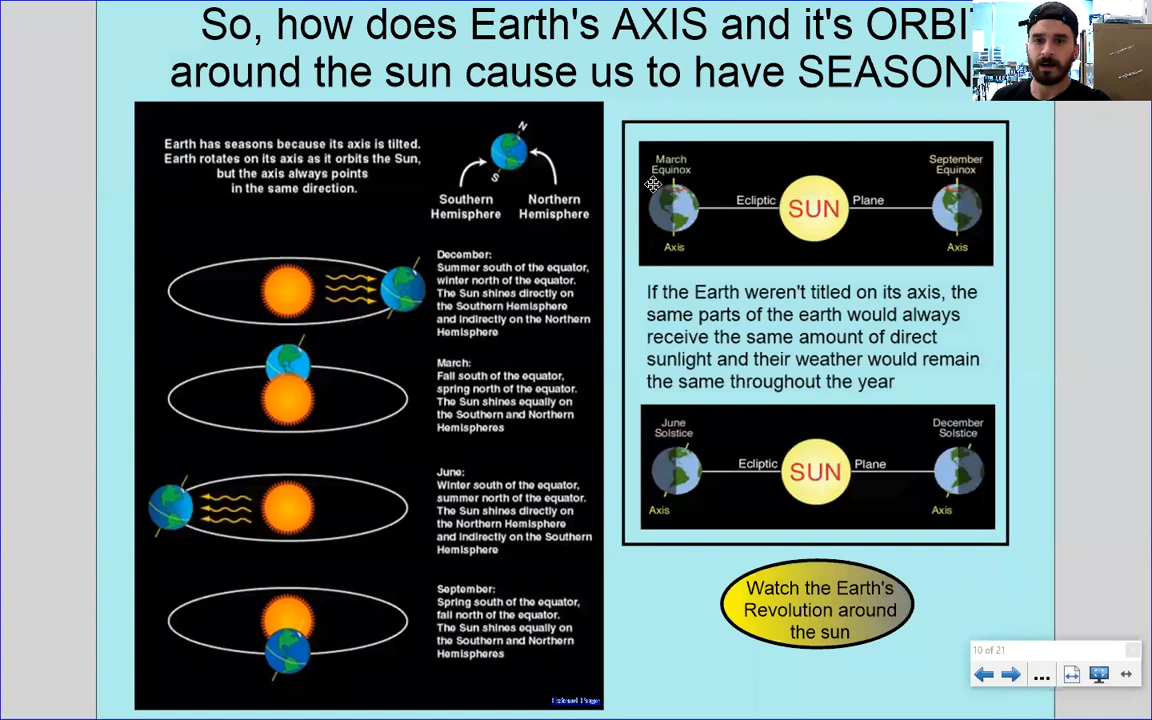 So, how does Earth's AXIS and it's ORBI
around the sun cause us to have SEASON
Earth has seasons because its axis is tilted.
Earth rotates on its axis as it orbits the Sun,
but the axis always points
in the same direction.
N
S
Southern
Hemisphere
Northern
Hemisphere
December:
Summer south of the equator,
winter north of the equator.
The Sun shines directly on
the Southern Hemisphere
and indirectly on the Northern
Hemisphere
March:
Fall south of the equator,
spring north of the equator.
The Sun shines equally on
the Southern and Northern
Hemispheres
June:
Winter south of the equator,
summer north of the equator.
The Sun shines directly on
the Northern Hemisphere
and indirectly on the Southern
Hemisphere
September:
Spring south of the equator,
fall north of the equator.
The Sun shines equally on
the Southern and Northern
Hemispheres
March
Equinox
Ecliptic
SUN
Plane
September
Equinox
Axis
Axis
If the Earth weren't titled on its axis, the
same parts of the earth would always
receive the same amount of direct
sunlight and their weather would remain
the same throughout the year
June
Solstice
Ecliptic
SUN
Plane
December
Solstice
Axis
Axis
Watch the Earth's
Revolution around
the sun
10 of 21